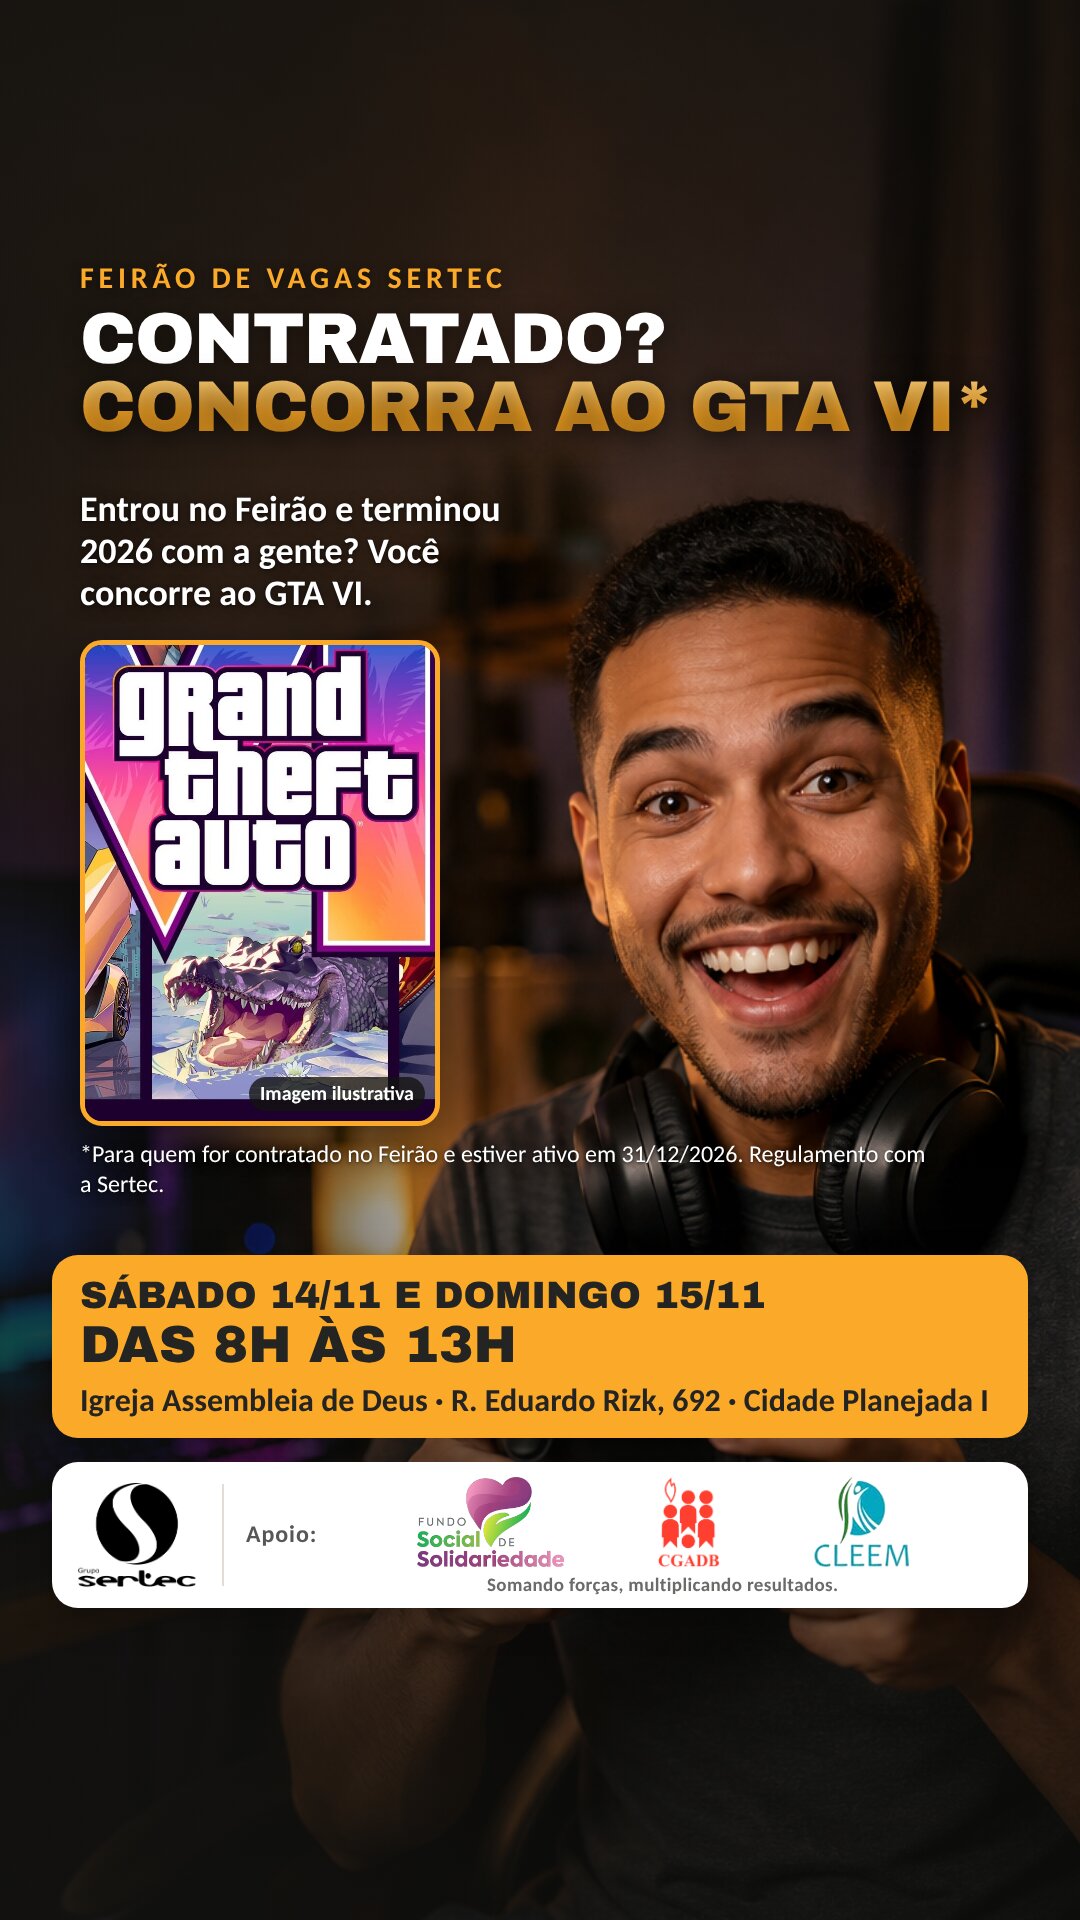 FEIRÃO DE VAGAS SERTEC
CONTRATADO?
CONCORRA AO GTA VI*
Entrou no Feirão e terminou
2026 com a gente? Você
concorre ao GTA VI.
grand
theft
auto
Imagem ilustrativa
*Para quem for contratado no Feirão e estiver ativo em 31/12/2026. Regulamento com
a Sertec.
SÁBADO 14/11 E DOMINGO 15/11
DAS 8H ÀS 13H
Igreja Assembleia de Deus · R. Eduardo Rizk, 692 · Cidade Planejada I
Grupo
sertec
Apoio:
FUNDO
Social DE
Solidariedade
CGADB
CLEEM
Somando forças, multiplicando resultados.